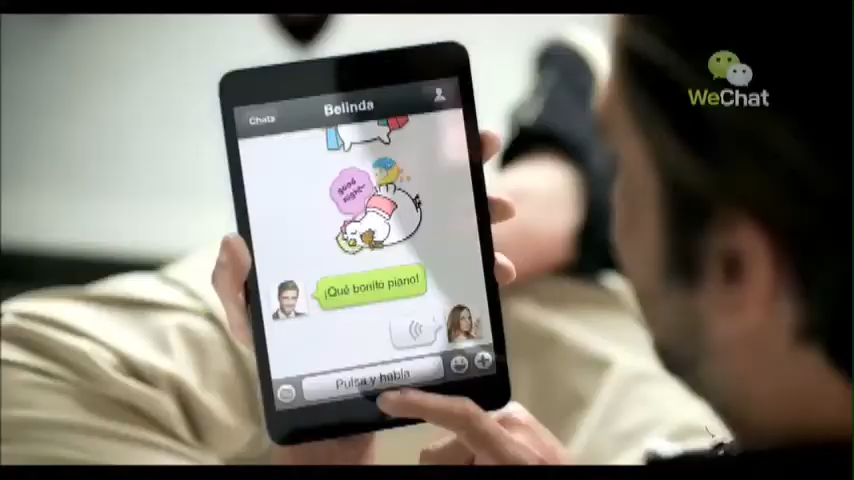 WeChat
Chats
Belinda
good
night~
¡Qué bonito piano!
Pulsa y habla